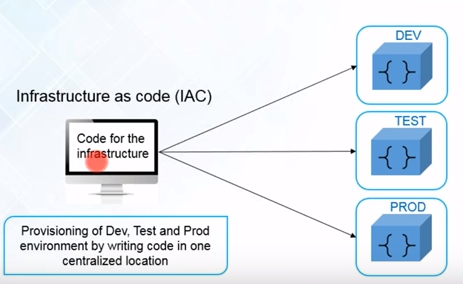 DEV
{ }
Infrastructure as code (IAC)
Code for the
infrastructure
TEST
{ }
PROD
{ }
Provisioning of Dev, Test and Prod
environment by writing code in one
centralized location